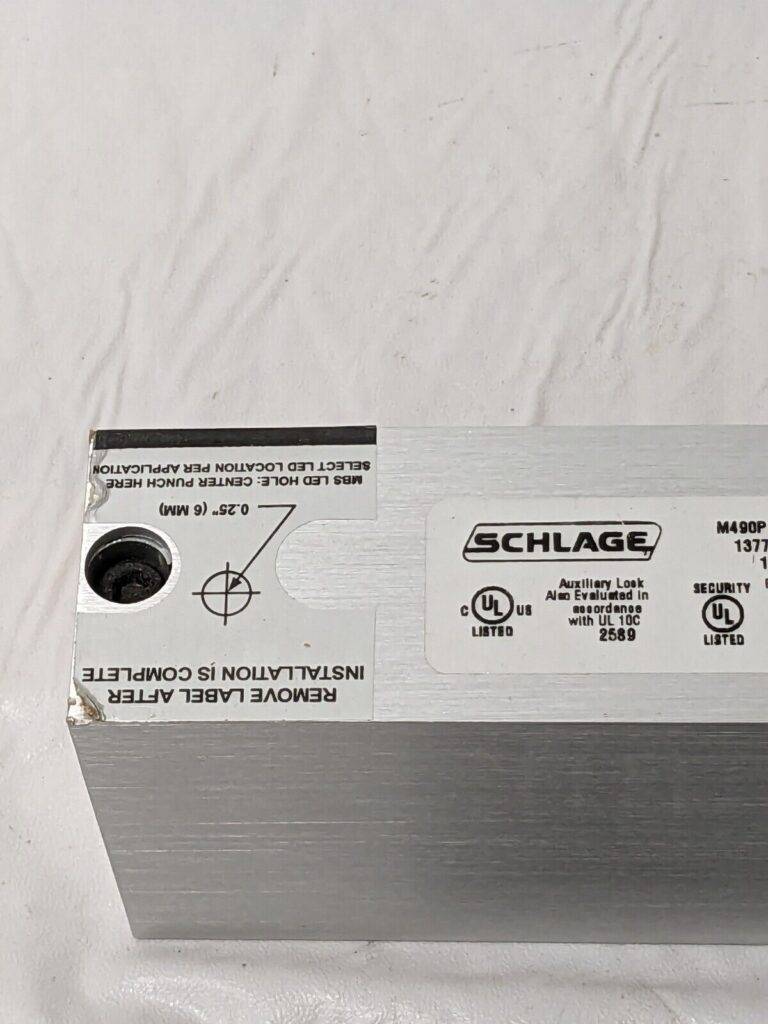 MBS LED HOLE: CENTER PUNCH HERE
SELECT LED LOCATION PER APPLICATION
0.25" (6 MM)
REMOVE LABEL AFTER
INSTALLATION IS COMPLETE
SCHLAGE
C UL US
LISTED
Auxiliary Lock
Also Evaluated in
accordance
with UL 10C
2589
M490P
1377
1
SECURITY
UL
LISTED